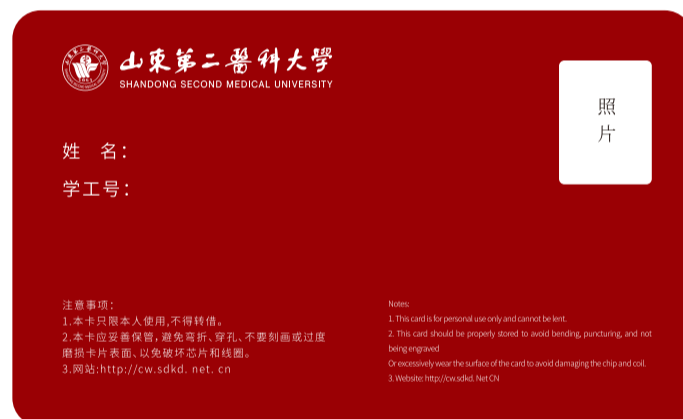 山東第二醫科大學
SHANDONG SECOND MEDICAL UNIVERSITY
照
片
姓 名:
学工号:
注意事项:
1.本卡只限本人使用,不得转借。
2.本卡应妥善保管,避免弯折、穿孔、不要刻画或过度
磨损卡片表面、以免破坏芯片和线圈。
3.网站:http://cw.sdkd. net. cn
Notes:
1. This card is for personal use only and cannot be lent.
2. This card should be properly stored to avoid bending, puncturing, and not
being engraved
Or excessively wear the surface of the card to avoid damaging the chip and coil.
3. Website: http://cw.sdkd. Net CN